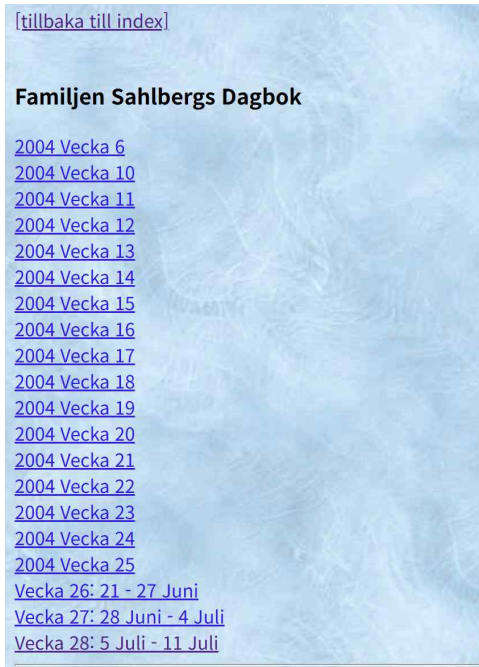 [tillbaka till index]
Familjen Sahlbergs Dagbok
2004 Vecka 6
2004 Vecka 10
2004 Vecka 11
2004 Vecka 12
2004 Vecka 13
2004 Vecka 14
2004 Vecka 15
2004 Vecka 16
2004 Vecka 17
2004 Vecka 18
2004 Vecka 19
2004 Vecka 20
2004 Vecka 21
2004 Vecka 22
2004 Vecka 23
2004 Vecka 24
2004 Vecka 25
Vecka 26: 21 - 27 Juni
Vecka 27: 28 Juni - 4 Juli
Vecka 28: 5 Juli - 11 Juli